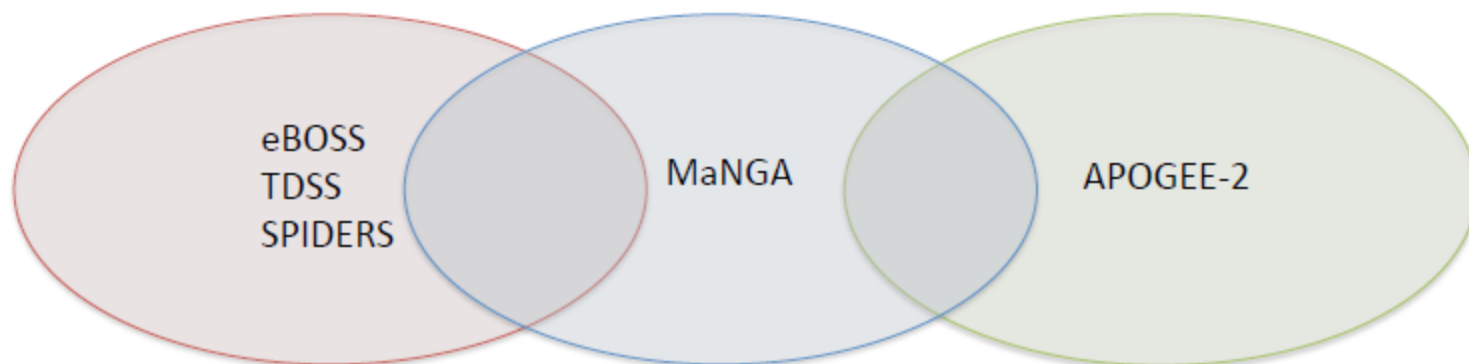 eBOSS
TDSS
SPIDERS
MaNGA
APOGEE-2